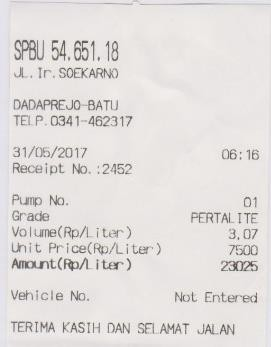 SPBU 54.651.18
JL.Ir.SOEKARNO
DADAPREJO-BATU
TELP.0341-462317
31/05/2017 06:16
Receipt No.:2452
Pump No. 01
Grade PERTALITE
Volume(Rp/Liter) 3,07
Unit Price(Rp/Liter) 7500
Amount(Rp/Liter) 23025
Vehicle No. Not Entered
TERIMA KASIH DAN SELAMAT JALAN